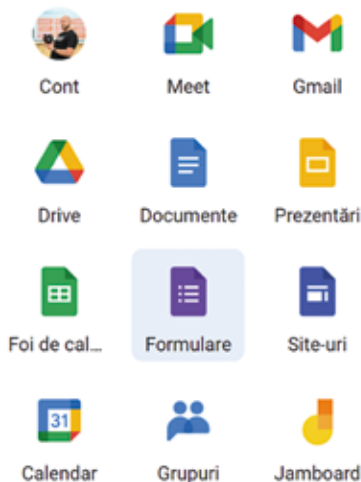 Cont Meet Gmail
Drive Documente Prezentări
Foi de cal... Formulare Site-uri
31
Calendar Grupuri Jamboard